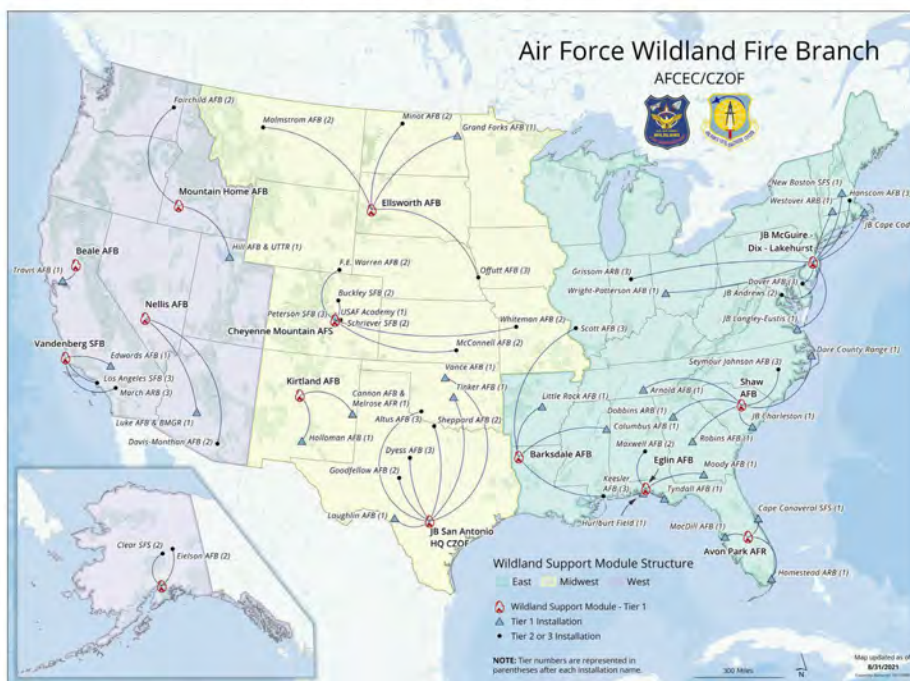 Air Force Wildland Fire Branch
AFCEC/CZOF
Fairchild AFB (2)
Malmstrom AFB (2)
Minot AFB (2)
Grand Forks AFB (1)
New Boston SFS (1)
Hanscom AFB (3)
Westover ARB (1)
JB Cape Cod
Mountain Home AFB
Ellsworth AFB
JB McGuire
Dix - Lakehurst
Beale AFB
Hill AFB & UTTR (1)
F.E. Warren AFB (2)
Offutt AFB (3)
Grissom ARB (3)
Dover AFB (3)
Travis AFB (1)
Buckley SFB (2)
Wright-Patterson AFB (1)
JB Andrews (2)
Nellis AFB
Peterson SFB (3)
USAF Academy (1)
Schriever SFB (2)
Whiteman AFB (2)
Scott AFB (3)
JB Langley-Eustis (1)
Cheyenne Mountain AFS
Vandenberg SFB
McConnell AFB (2)
Seymour Johnson AFB (3)
Dare County Range (1)
Edwards AFB (1)
Vance AFB (1)
Los Angeles SFB (3)
Kirtland AFB
Cannon AFB &
Melrose AFR (1)
Tinker AFB (1)
Little Rock AFB (1)
Arnold AFB (1)
Shaw
AFB
March ARB (3)
Altus AFB (3)
Sheppard AFB (2)
Dobbins ARB (1)
Luke AFB & BMGR (1)
Columbus AFB (1)
JB Charleston (1)
Holloman AFB (1)
Davis-Monthan AFB (2)
Dyess AFB (3)
Maxwell AFB (2)
Robins AFB (1)
Goodfellow AFB (2)
Barksdale AFB
Eglin AFB
Moody AFB (1)
Keesler
AFB (3)
Tyndall AFB (1)
Laughlin AFB (1)
Hurlburt Field (1)
Cape Canaveral SFS (1)
JB San Antonio
HQ CZOF
MacDill AFB (1)
Avon Park AFR
Homestead ARB (1)
Clear SFS (2)
Eielson AFB (2)
Wildland Support Module Structure
East Midwest West
Wildland Support Module - Tier 1
Tier 1 Installation
Tier 2 or 3 Installation
NOTE: Tier numbers are represented in
parentheses after each installation name.
300 Miles
N
Map updated as of
8/31/2021